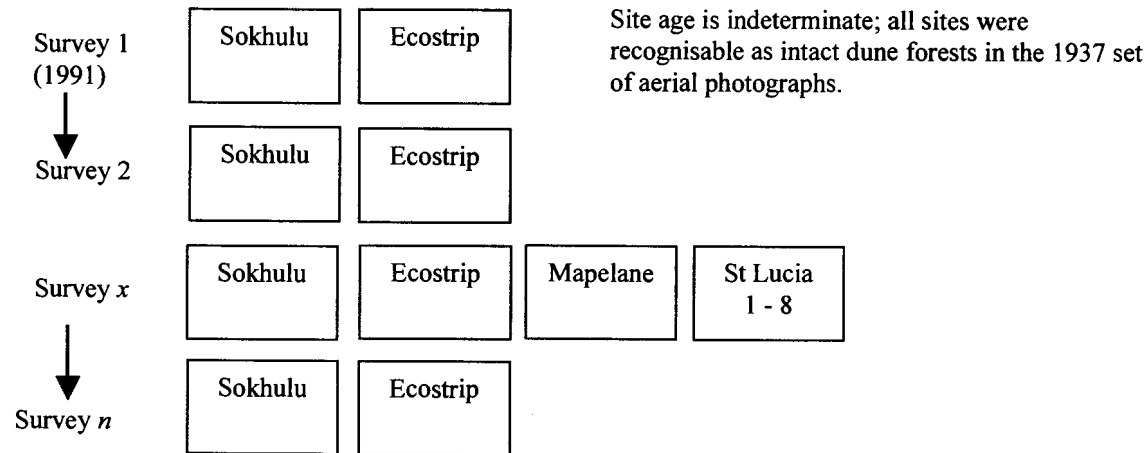 Survey 1
(1991)
Sokhulu
Ecostrip
Site age is indeterminate; all sites were
recognisable as intact dune forests in the 1937 set
of aerial photographs.
Survey 2
Sokhulu
Ecostrip
Survey x
Sokhulu
Ecostrip
Mapelane
St Lucia
1 - 8
Survey n
Sokhulu
Ecostrip